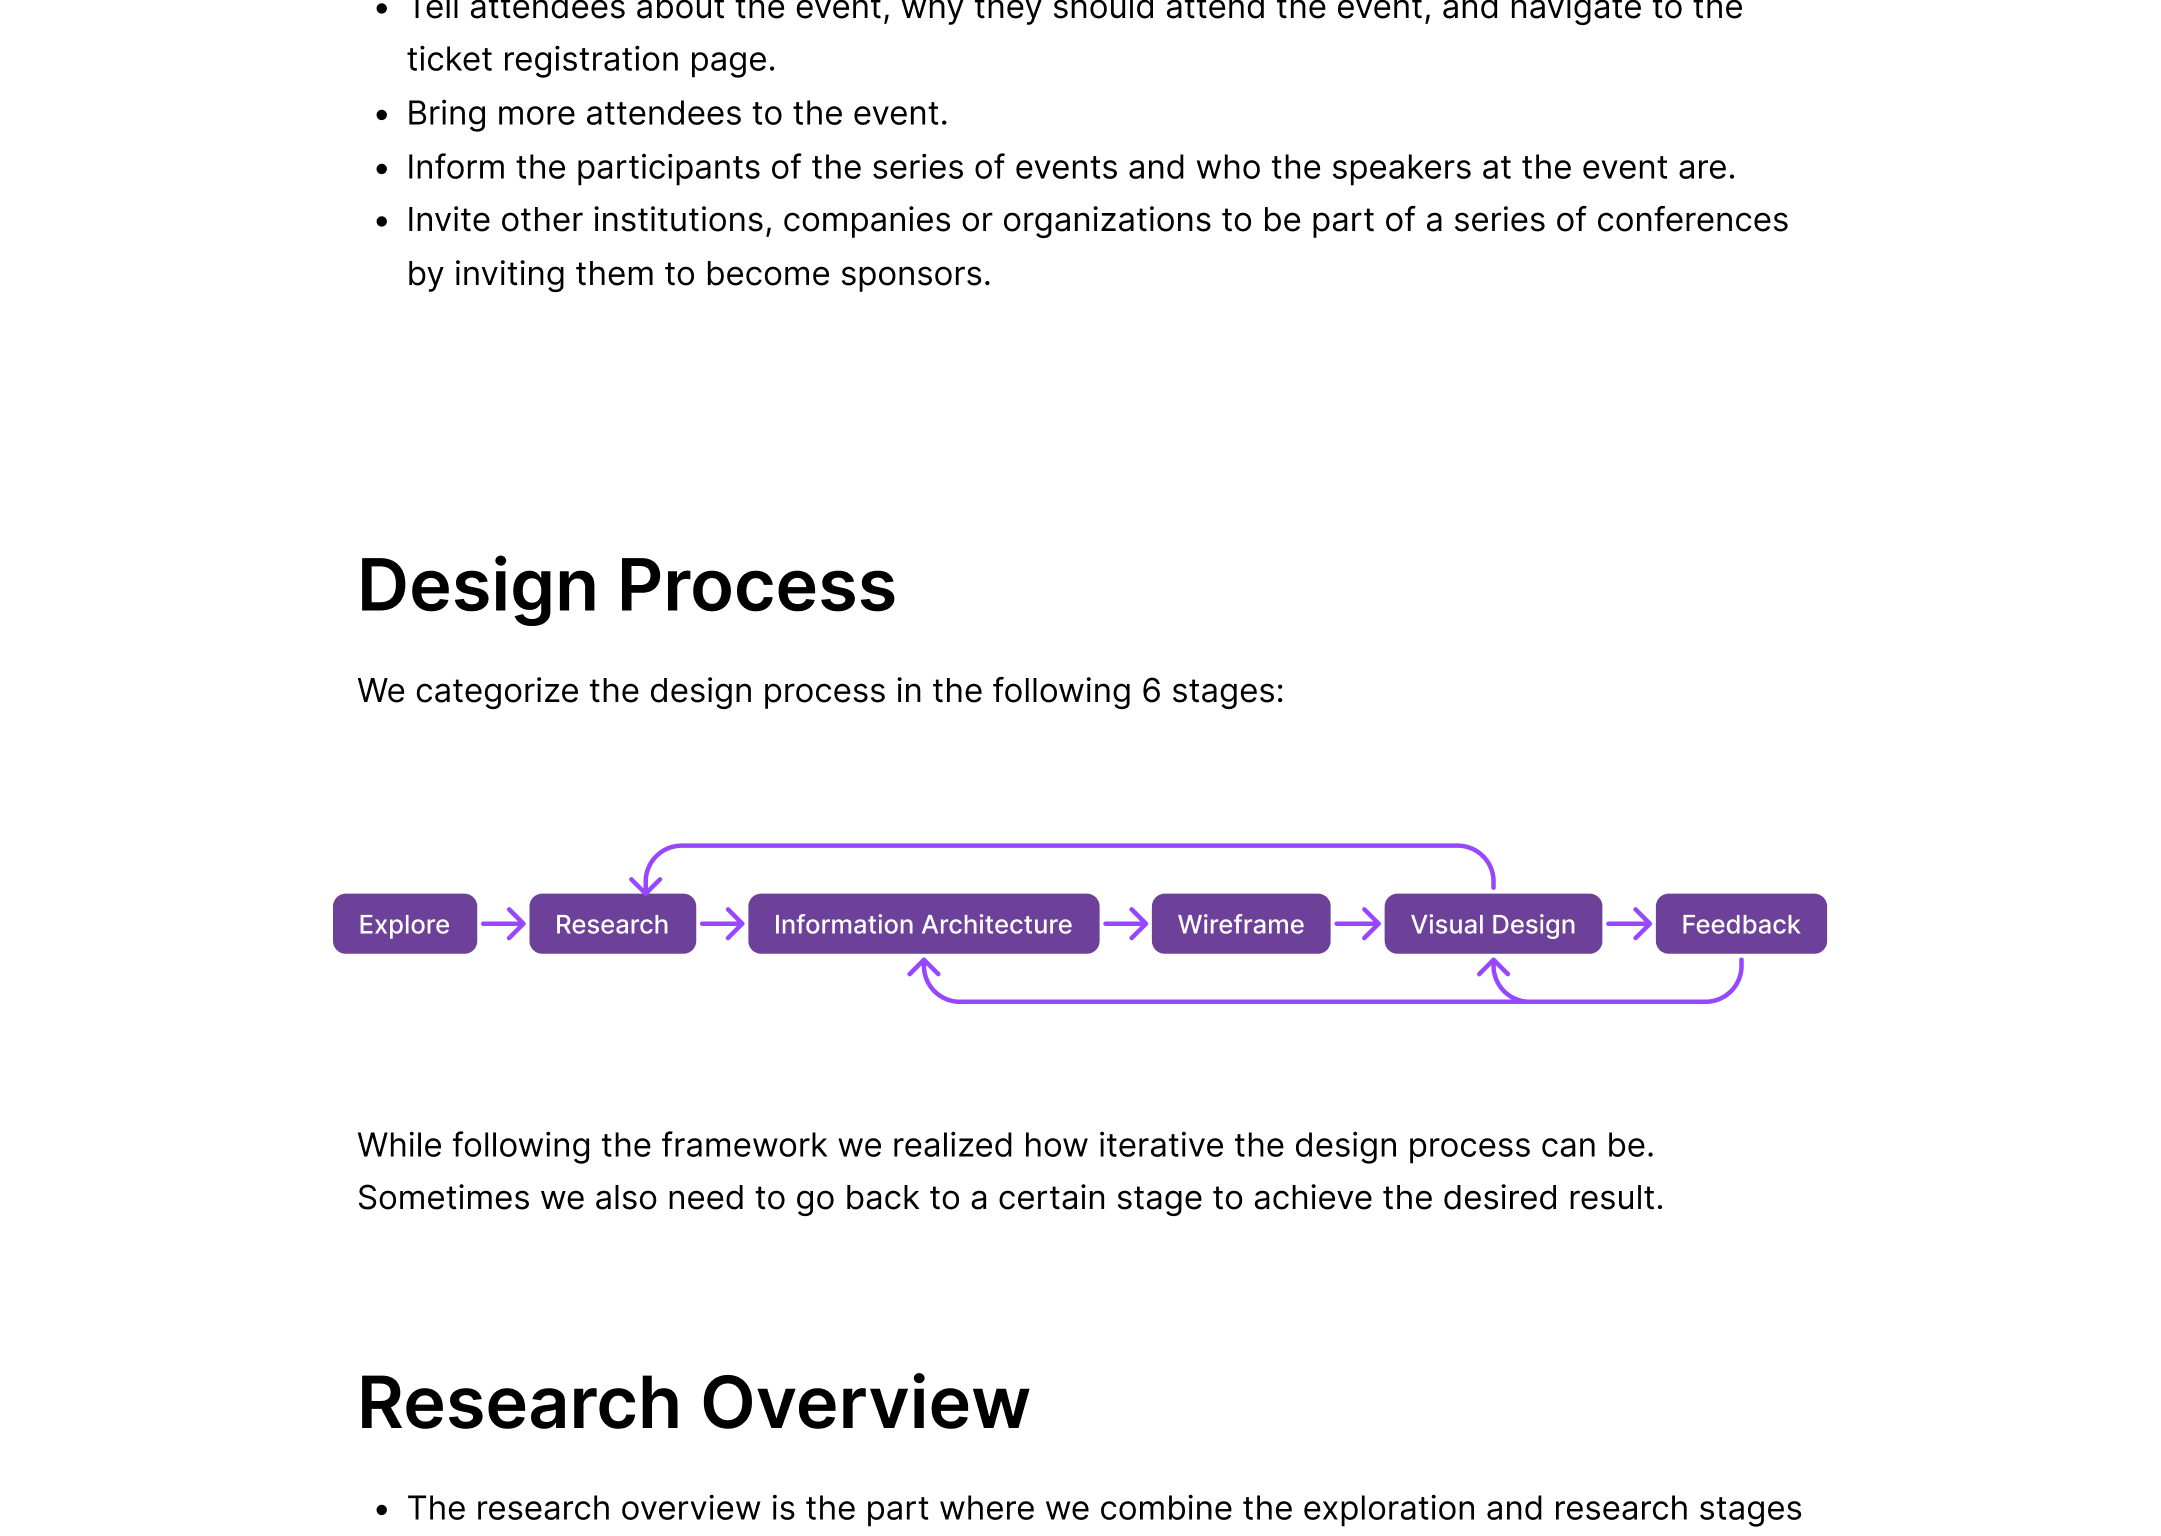 Tell attendees about the event, why they should attend the event, and navigate to the
ticket registration page.
Bring more attendees to the event.
Inform the participants of the series of events and who the speakers at the event are.
Invite other institutions, companies or organizations to be part of a series of conferences
by inviting them to become sponsors.
Design Process
We categorize the design process in the following 6 stages:
Explore
Research
Information Architecture
Wireframe
Visual Design
Feedback
While following the framework we realized how iterative the design process can be.
Sometimes we also need to go back to a certain stage to achieve the desired result.
Research Overview
The research overview is the part where we combine the exploration and research stages